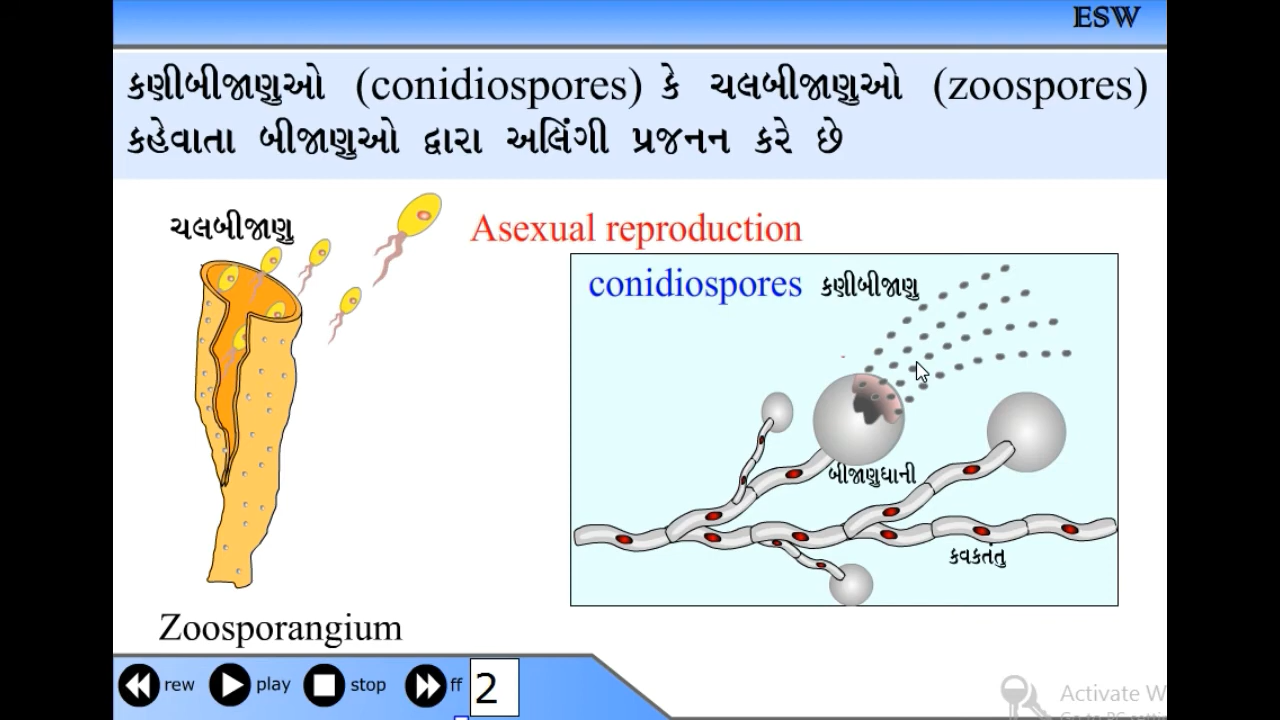 ESW
કણીબીજાણુઓ (conidiospores) કે ચલબીજાણુઓ (zoospores)
કહેવાતા બીજાણુઓ દ્વારા અલિંગી પ્રજનન કરે છે
ચલબીજાણુ
Asexual reproduction
conidiospores કણીબીજાણુ
બીજાણુધાની
કવકતંતુ
Zoosporangium
rew play stop ff 2
Activate W